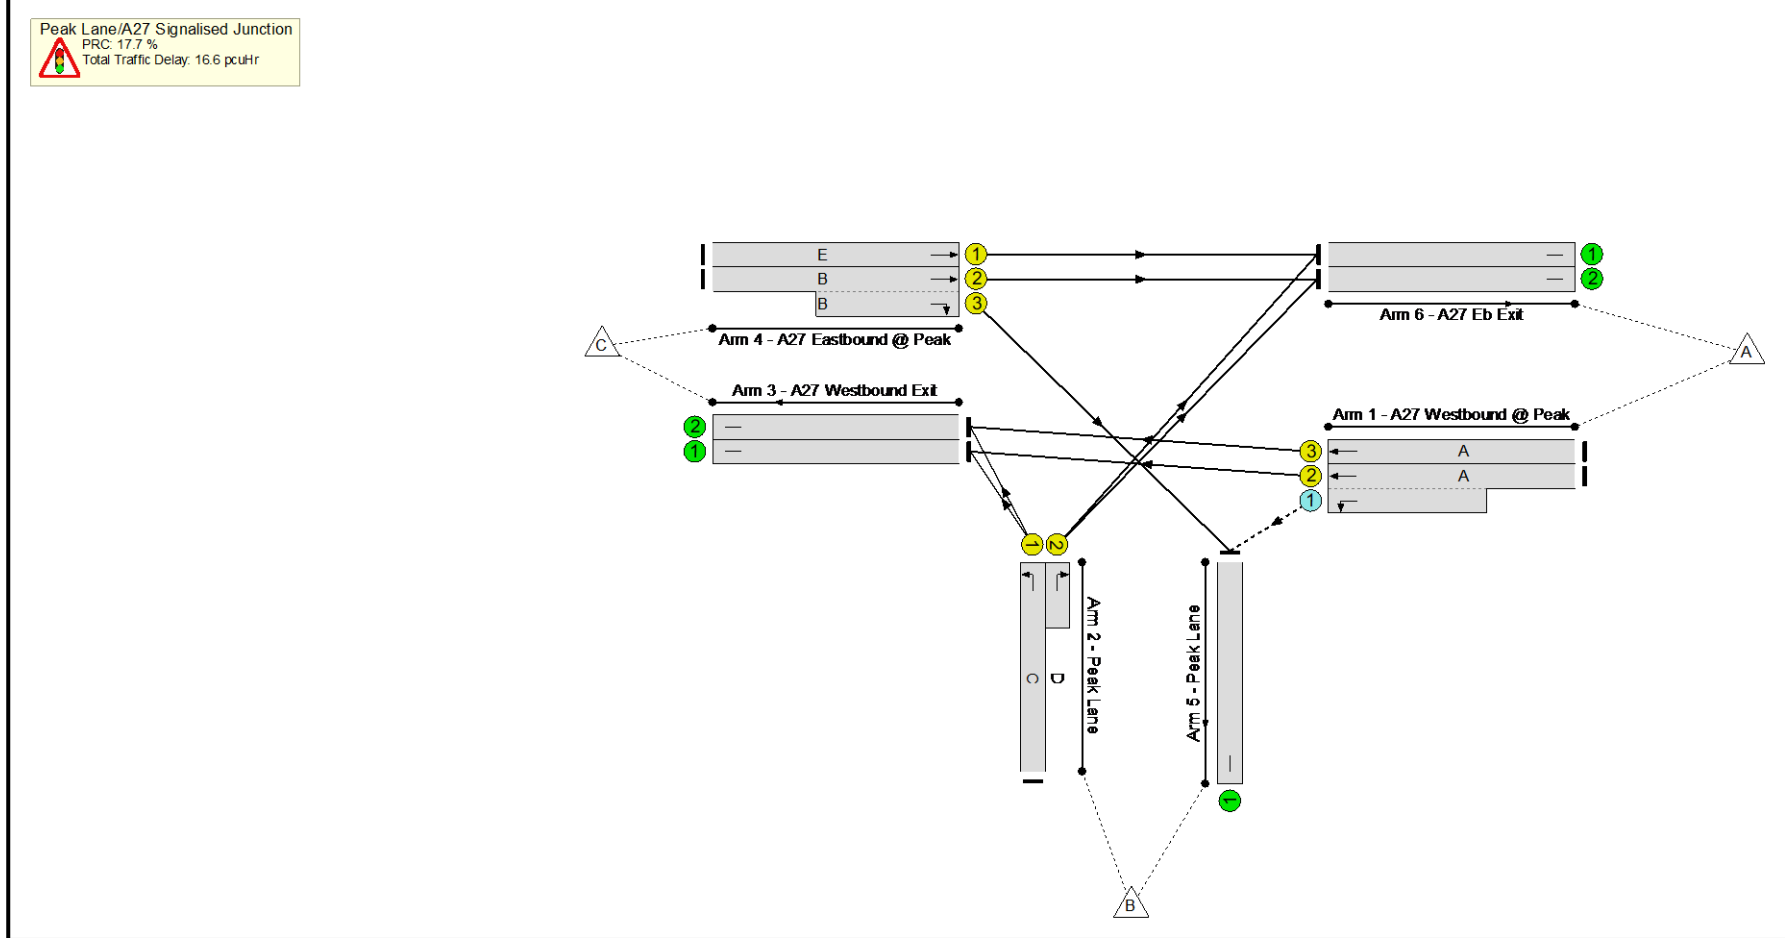 Peak Lane/A27 Signalised Junction
PRC: 17.7 %
Total Traffic Delay: 16.6 pcuHr
E
1
B
2
B
3
1
2
Arm 6 - A27 Eb Exit
Arm 4 - A27 Eastbound @ Peak
C
A
Arm 3 - A27 Westbound Exit
Arm 1 - A27 Westbound @ Peak
2
1
3
A
2
A
1
1
2
C
D
Arm 2 - Peak Lane
Arm 5 - Peak Lane
1
B